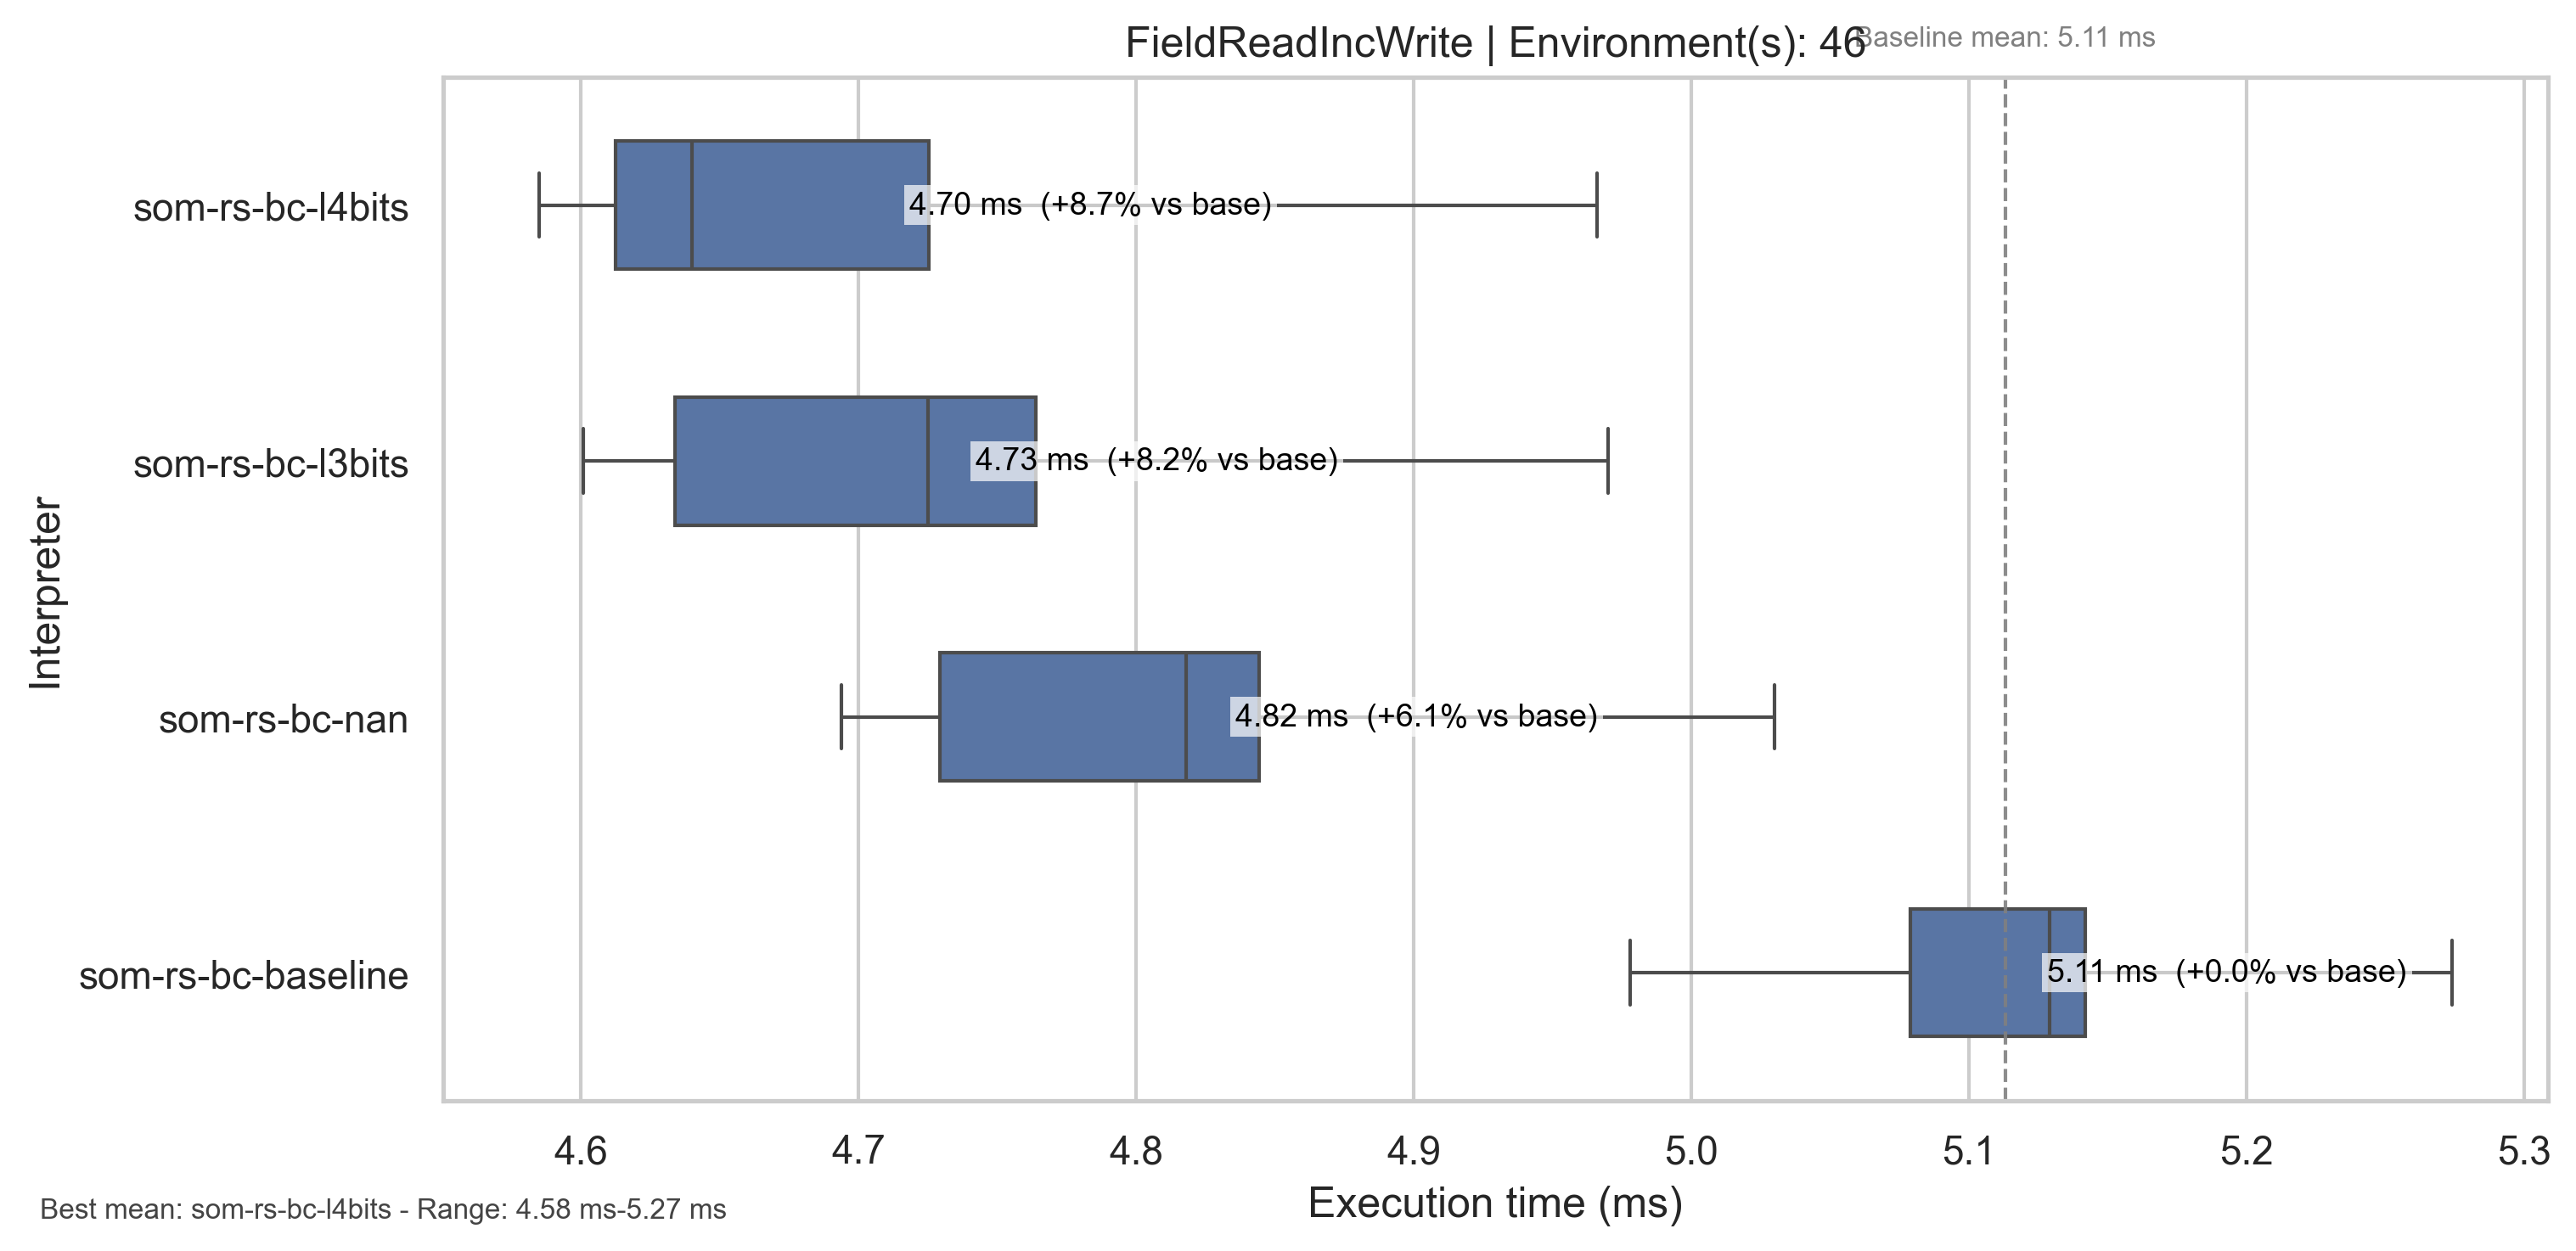 FieldReadIncWrite | Environment(s): 46
Baseline mean: 5.11 ms
Interpreter
som-rs-bc-l4bits
4.70 ms (+8.7% vs base)
som-rs-bc-l3bits
4.73 ms (+8.2% vs base)
som-rs-bc-nan
4.82 ms (+6.1% vs base)
som-rs-bc-baseline
5.11 ms (+0.0% vs base)
4.6 4.7 4.8 4.9 5.0 5.1 5.2 5.3
Execution time (ms)
Best mean: som-rs-bc-l4bits - Range: 4.58 ms-5.27 ms